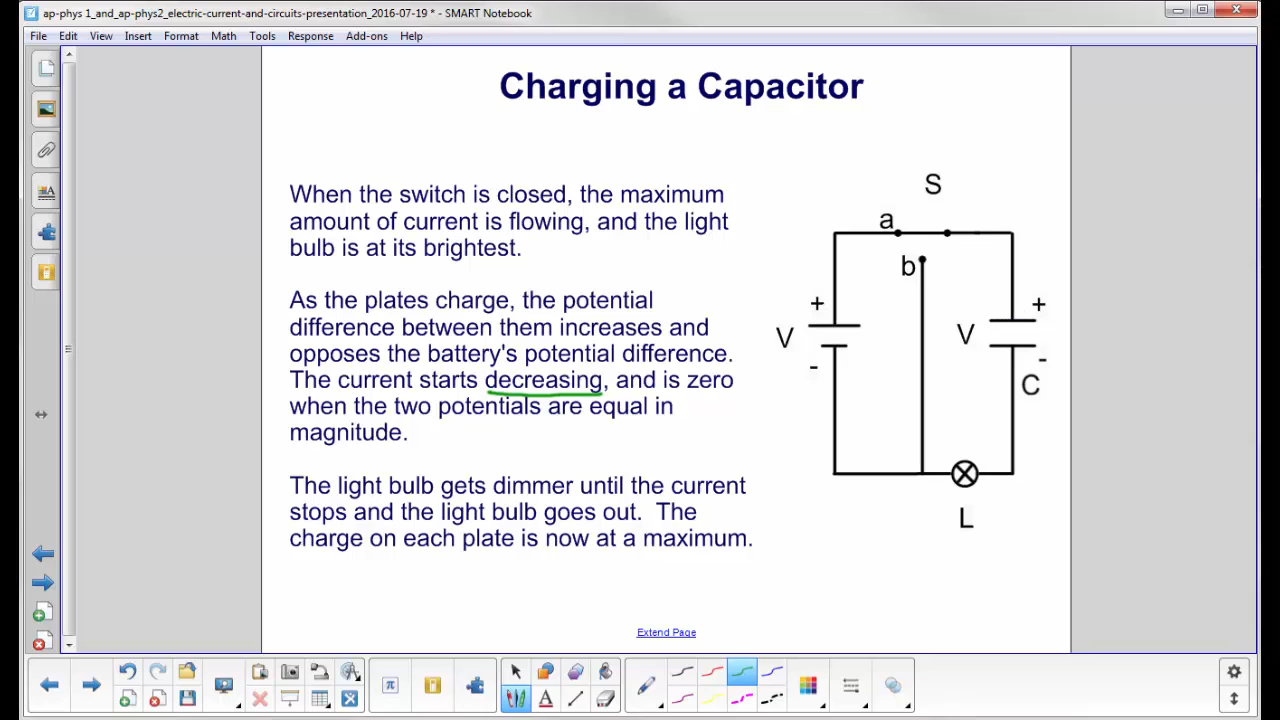 ap-phys 1_and_ap-phys2_electric-current-and-circuits-presentation_2016-07-19 * - SMART Notebook
File Edit View Insert Format Math Tools Response Add-ons Help
Charging a Capacitor
When the switch is closed, the maximum
amount of current is flowing, and the light
bulb is at its brightest.
As the plates charge, the potential
difference between them increases and
opposes the battery's potential difference.
The current starts decreasing, and is zero
when the two potentials are equal in
magnitude.
The light bulb gets dimmer until the current
stops and the light bulb goes out. The
charge on each plate is now at a maximum.
S
a
b
+
V
-
+
V
-
C
L
Extend Page
π
A